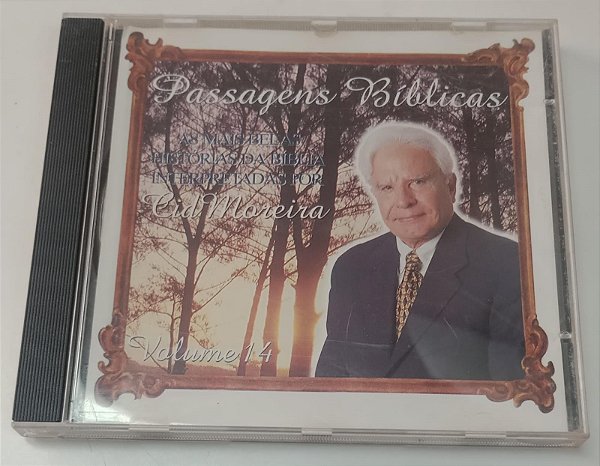 Passagens Bíblicas
AS MAIS BELAS
HISTÓRIAS DA BÍBLIA
INTERPRETADAS POR
Cid Moreira
Volume 14